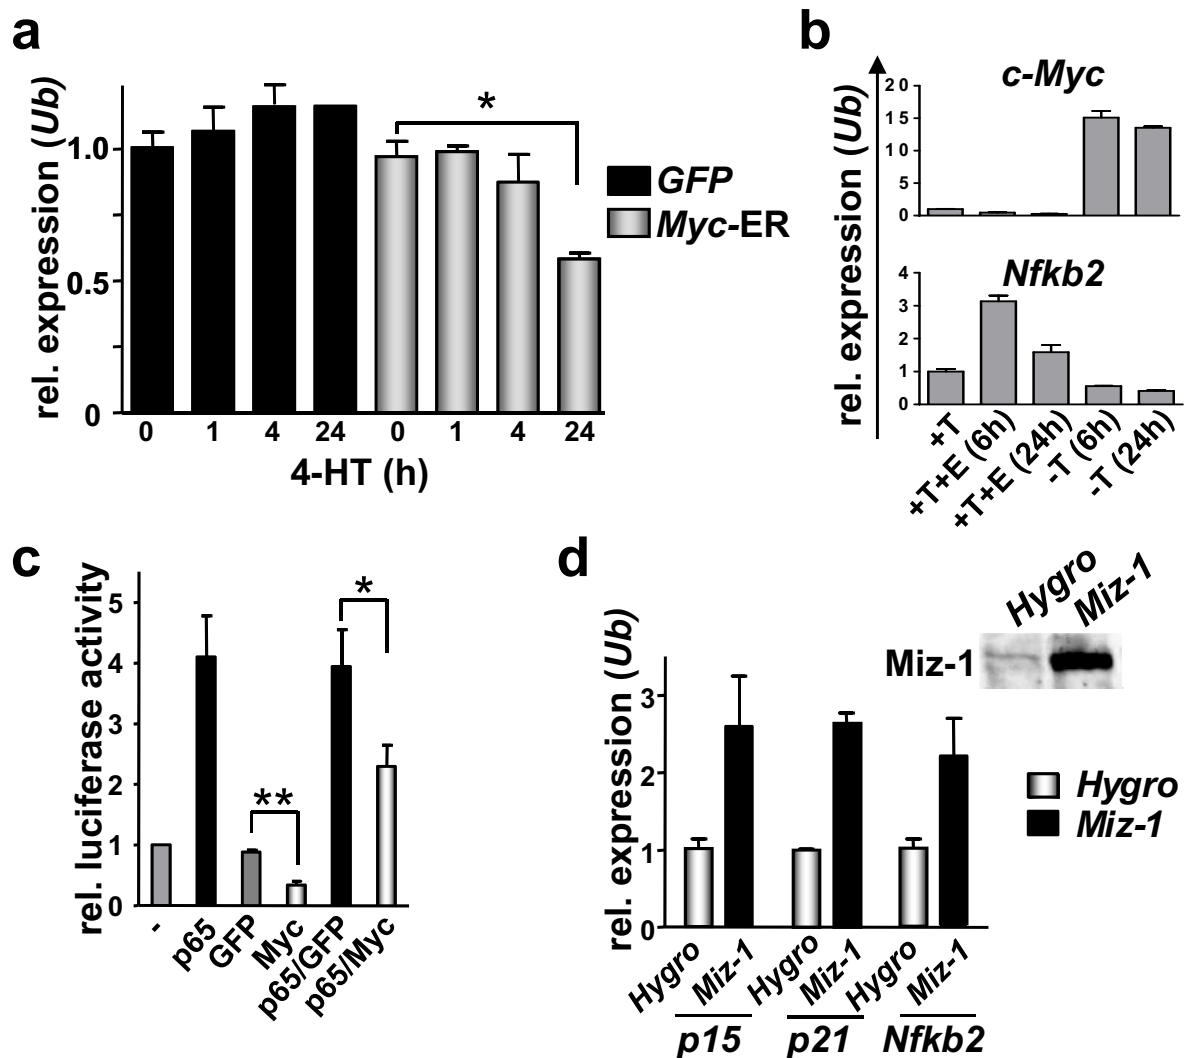 a
rel. expression (Ub)
1.0
0.5
0
*
GFP
Myc-ER
0 1 4 24 0 1 4 24
4-HT (h)
b
rel. expression (Ub)
c-Myc
20
15
10
5
0
Nfkb2
4
3
2
1
0
+T
+T+E (6h)
+T+E (24h)
-T (6h)
-T (24h)
c
rel. luciferase activity
5
4
3
2
1
0
**
*
-
p65
GFP
Myc
p65/GFP
p65/Myc
d
Hygro
Miz-1
Miz-1
rel. expression (Ub)
3
2
1
0
Hygro
Miz-1
Hygro Miz-1 Hygro Miz-1 Hygro Miz-1
p15 p21 Nfkb2